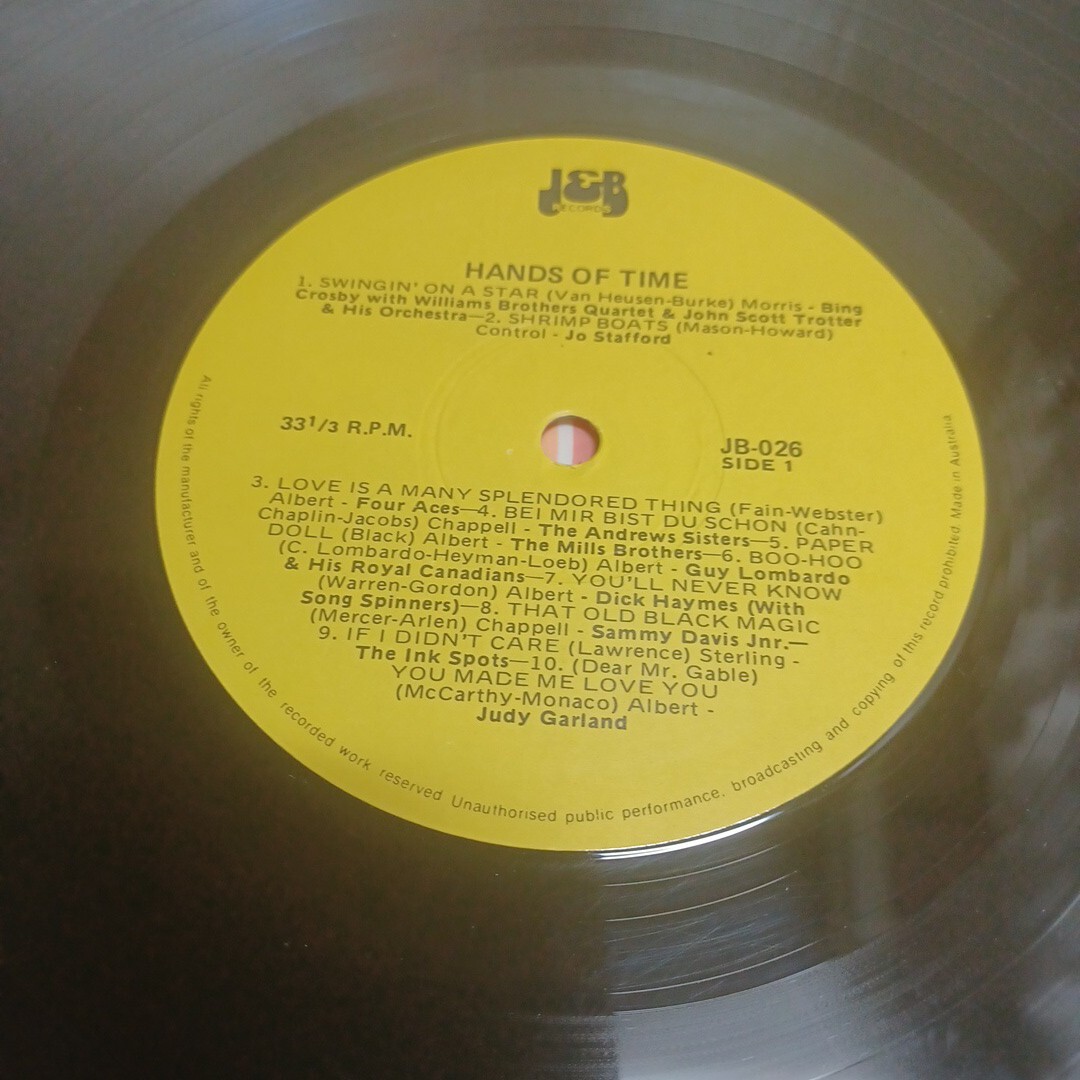 J&B
RECORDS
HANDS OF TIME
1. SWINGIN' ON A STAR (Van Heusen-Burke) Morris - Bing
Crosby with Williams Brothers Quartet & John Scott Trotter
& His Orchestra—2. SHRIMP BOATS (Mason-Howard)
Control - Jo Stafford
33 1/3 R.P.M.
JB-026
SIDE 1
3. LOVE IS A MANY SPLENDORED THING (Fain-Webster)
Albert - Four Aces—4. BEI MIR BIST DU SCHON (Cahn-
Chaplin-Jacobs) Chappell - The Andrews Sisters—5. PAPER
DOLL (Black) Albert - The Mills Brothers—6. BOO-HOO
(C. Lombardo-Heyman-Loeb) Albert - Guy Lombardo
& His Royal Canadians—7. YOU'LL NEVER KNOW
(Warren-Gordon) Albert - Dick Haymes (With
Song Spinners)—8. THAT OLD BLACK MAGIC
(Mercer-Arlen) Chappell - Sammy Davis Jnr.—
9. IF I DIDN'T CARE (Lawrence) Sterling -
The Ink Spots—10. (Dear Mr. Gable)
YOU MADE ME LOVE YOU
(McCarthy-Monaco) Albert -
Judy Garland
All rights of the manufacturer and of the owner of the recorded work reserved Unauthorised public performance, broadcasting and copying of this record prohibited. Made in Australia